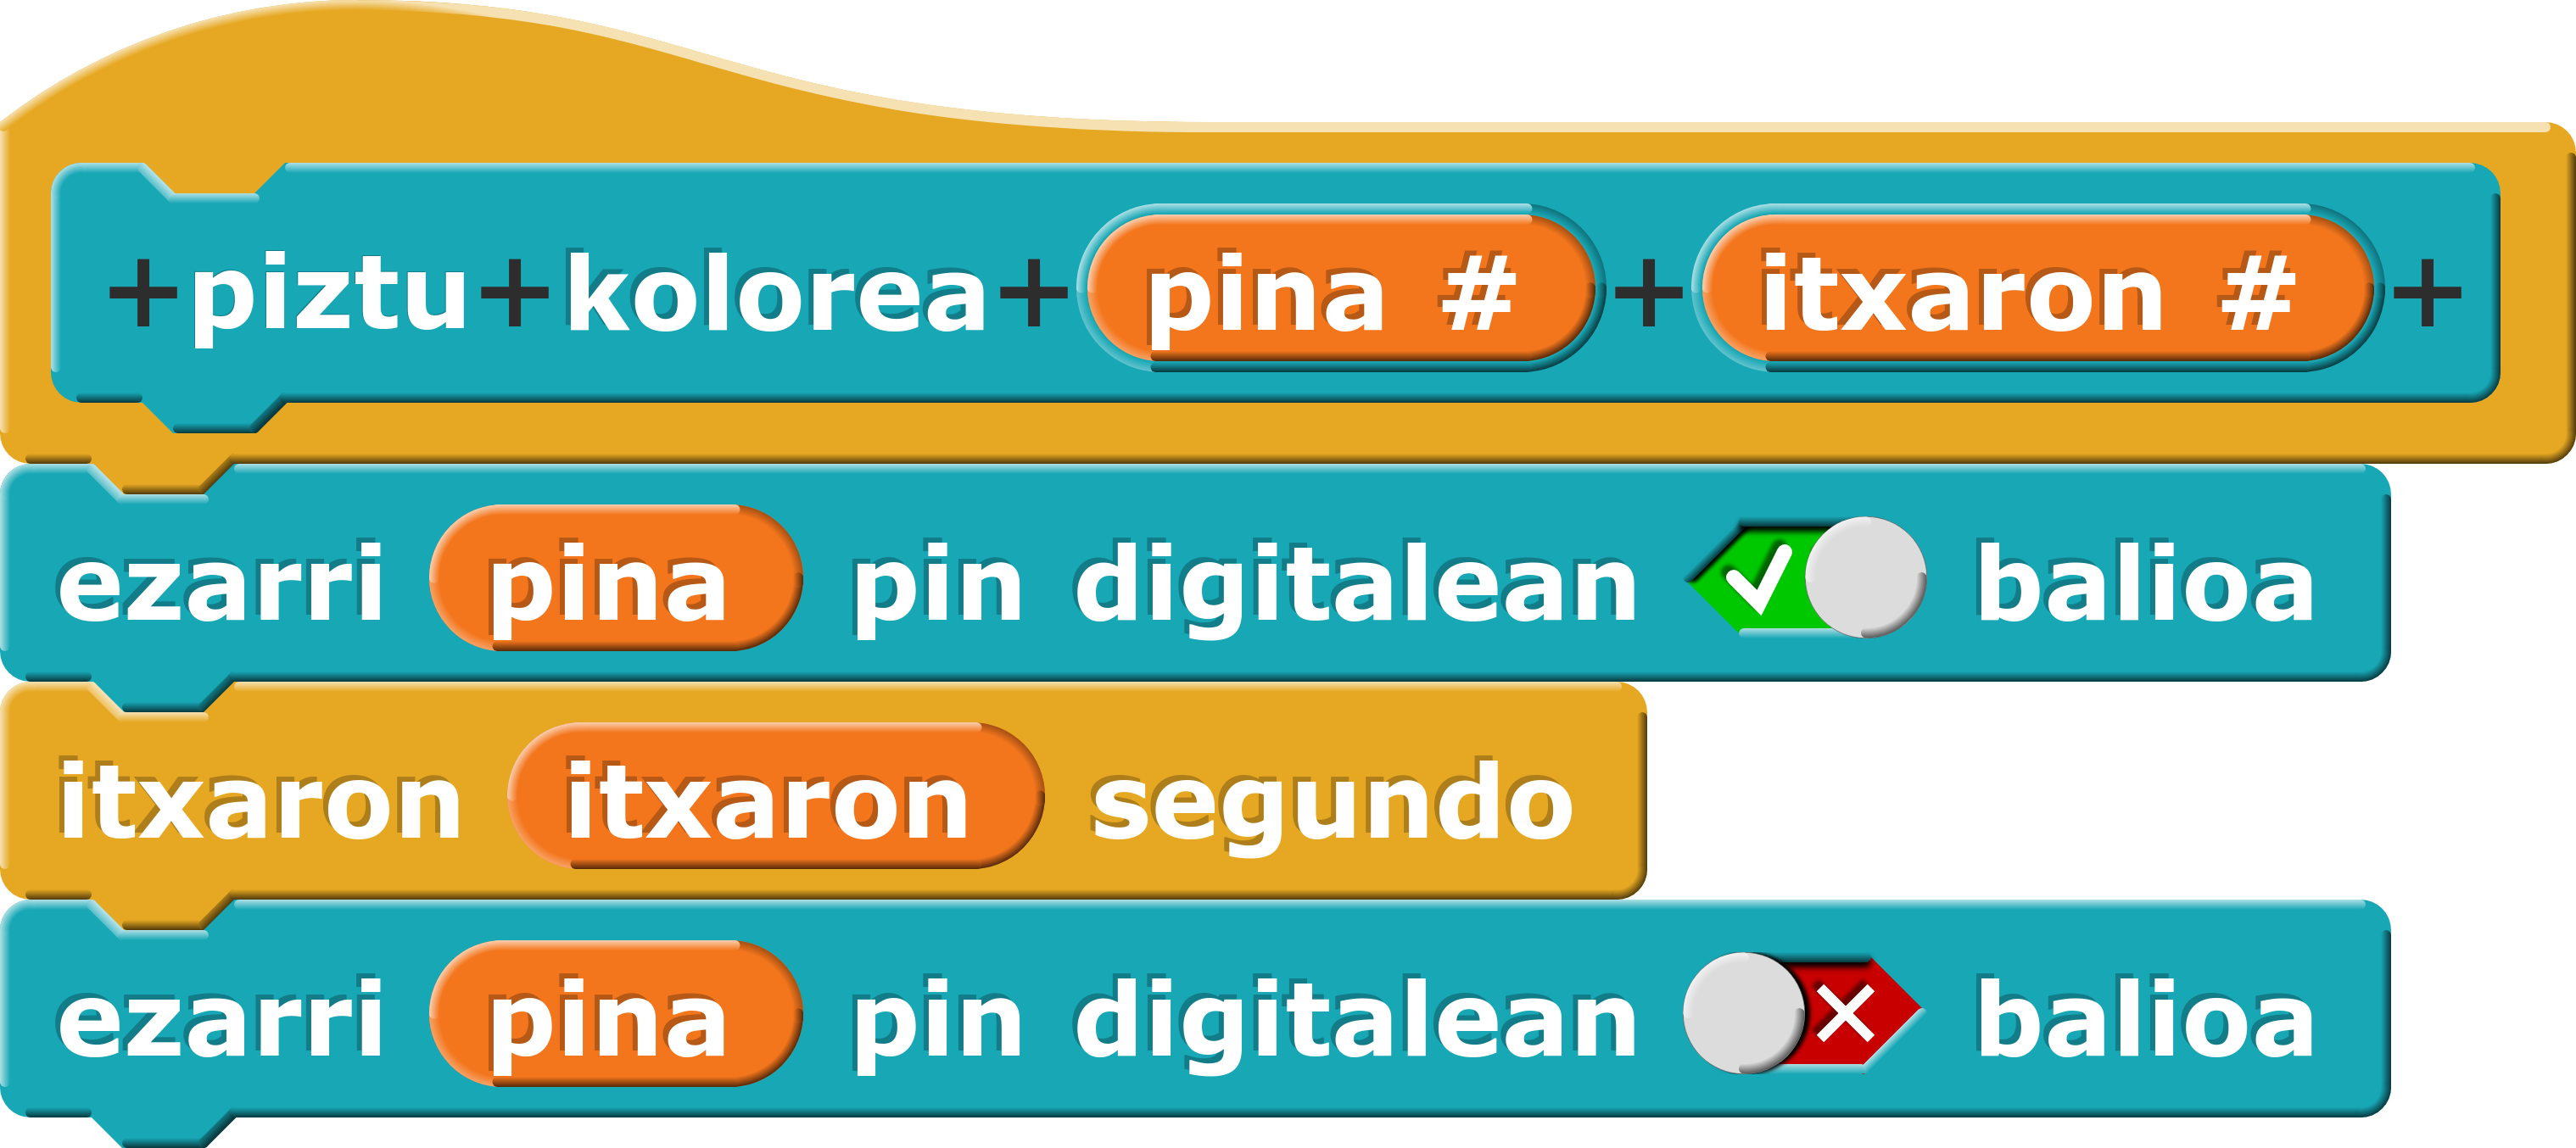 +piztu+kolorea+ pina # + itxaron # +
ezarri pina pin digitalean ✓ balioa
itxaron itxaron segundo
ezarri pina pin digitalean ✕ balioa